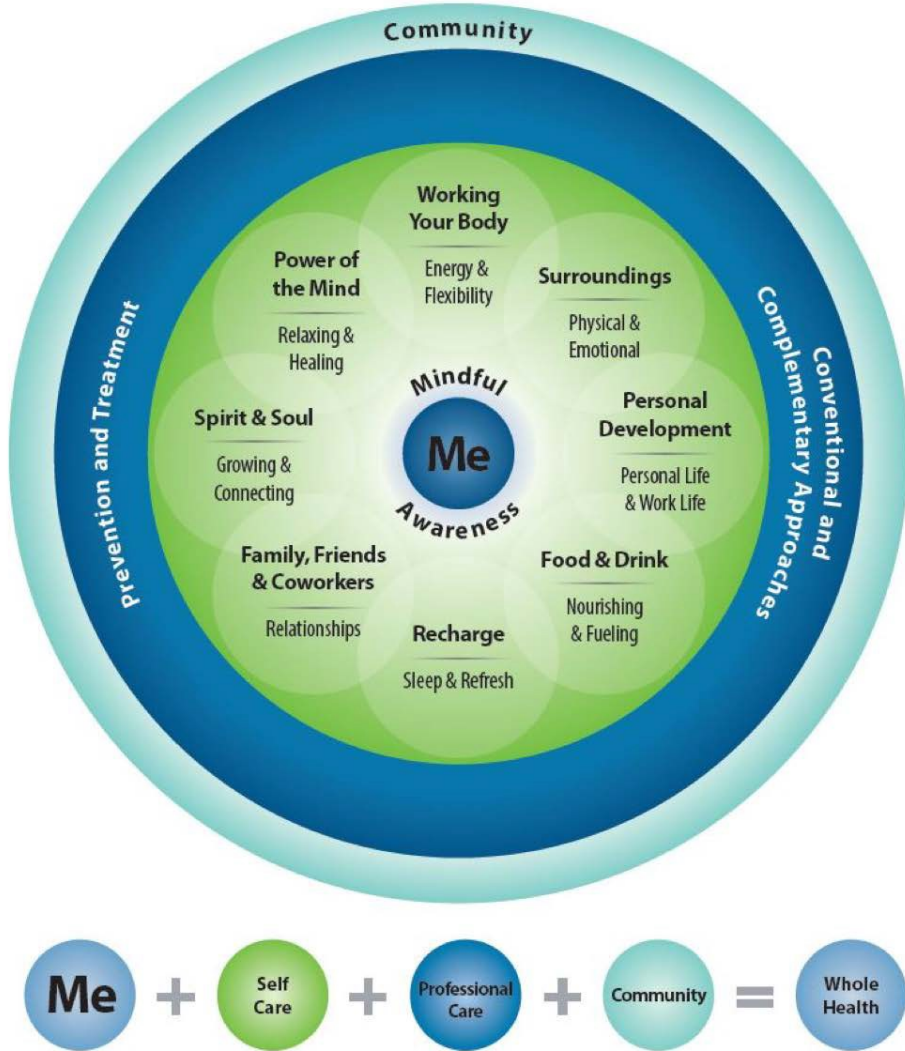 Community
Working
Your Body
Energy &
Flexibility
Surroundings
Physical &
Emotional
Personal
Development
Personal Life
& Work Life
Food & Drink
Nourishing
& Fueling
Recharge
Sleep & Refresh
Family, Friends
& Coworkers
Relationships
Spirit & Soul
Growing &
Connecting
Power of
the Mind
Relaxing &
Healing
Mindful
Me
Awareness
Prevention and Treatment
Conventional and
Complementary Approaches
Me + Self Care + Professional Care + Community = Whole Health